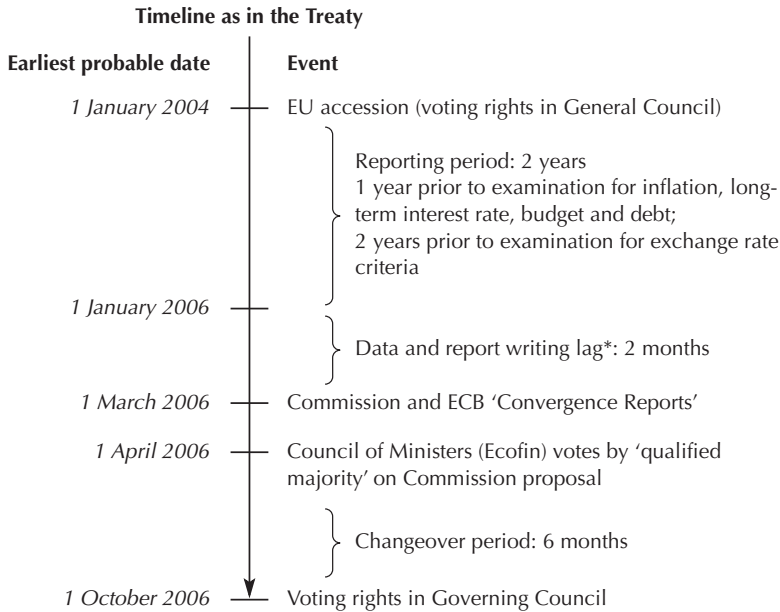 Timeline as in the Treaty
Earliest probable date Event
1 January 2004 EU accession (voting rights in General Council)
Reporting period: 2 years
1 year prior to examination for inflation, long-
term interest rate, budget and debt;
2 years prior to examination for exchange rate
criteria
1 January 2006
Data and report writing lag*: 2 months
1 March 2006 Commission and ECB ‘Convergence Reports’
1 April 2006 Council of Ministers (Ecofin) votes by ‘qualified
majority’ on Commission proposal
Changeover period: 6 months
1 October 2006 Voting rights in Governing Council